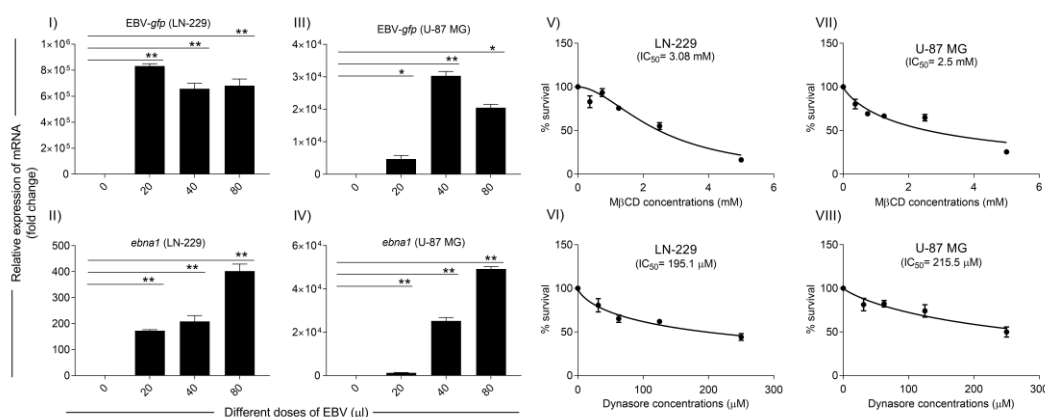 I)
EBV-gfp (LN-229)
1×10⁶
8×10⁵
6×10⁵
4×10⁵
2×10⁵
0
**
**
**
0
20
40
80
III)
EBV-gfp (U-87 MG)
4×10⁴
3×10⁴
2×10⁴
1×10⁴
0
*
**
*
0
20
40
80
V)
LN-229
(IC₅₀= 3.08 mM)
% survival
150
100
50
0
0
2
4
6
MβCD concentrations (mM)
VII)
U-87 MG
(IC₅₀= 2.5 mM)
% survival
150
100
50
0
0
2
4
6
MβCD concentrations (mM)
Relative expression of mRNA
(fold change)
II)
ebna1 (LN-229)
500
400
300
200
100
0
**
**
**
0
20
40
80
IV)
ebna1 (U-87 MG)
6×10⁴
4×10⁴
2×10⁴
0
**
**
**
0
20
40
80
Different doses of EBV (µl)
VI)
LN-229
(IC₅₀= 195.1 µM)
% survival
150
100
50
0
0
100
200
300
Dynasore concentrations (µM)
VIII)
U-87 MG
(IC₅₀= 215.5 µM)
% survival
150
100
50
0
0
100
200
300
Dynasore concentrations (µM)